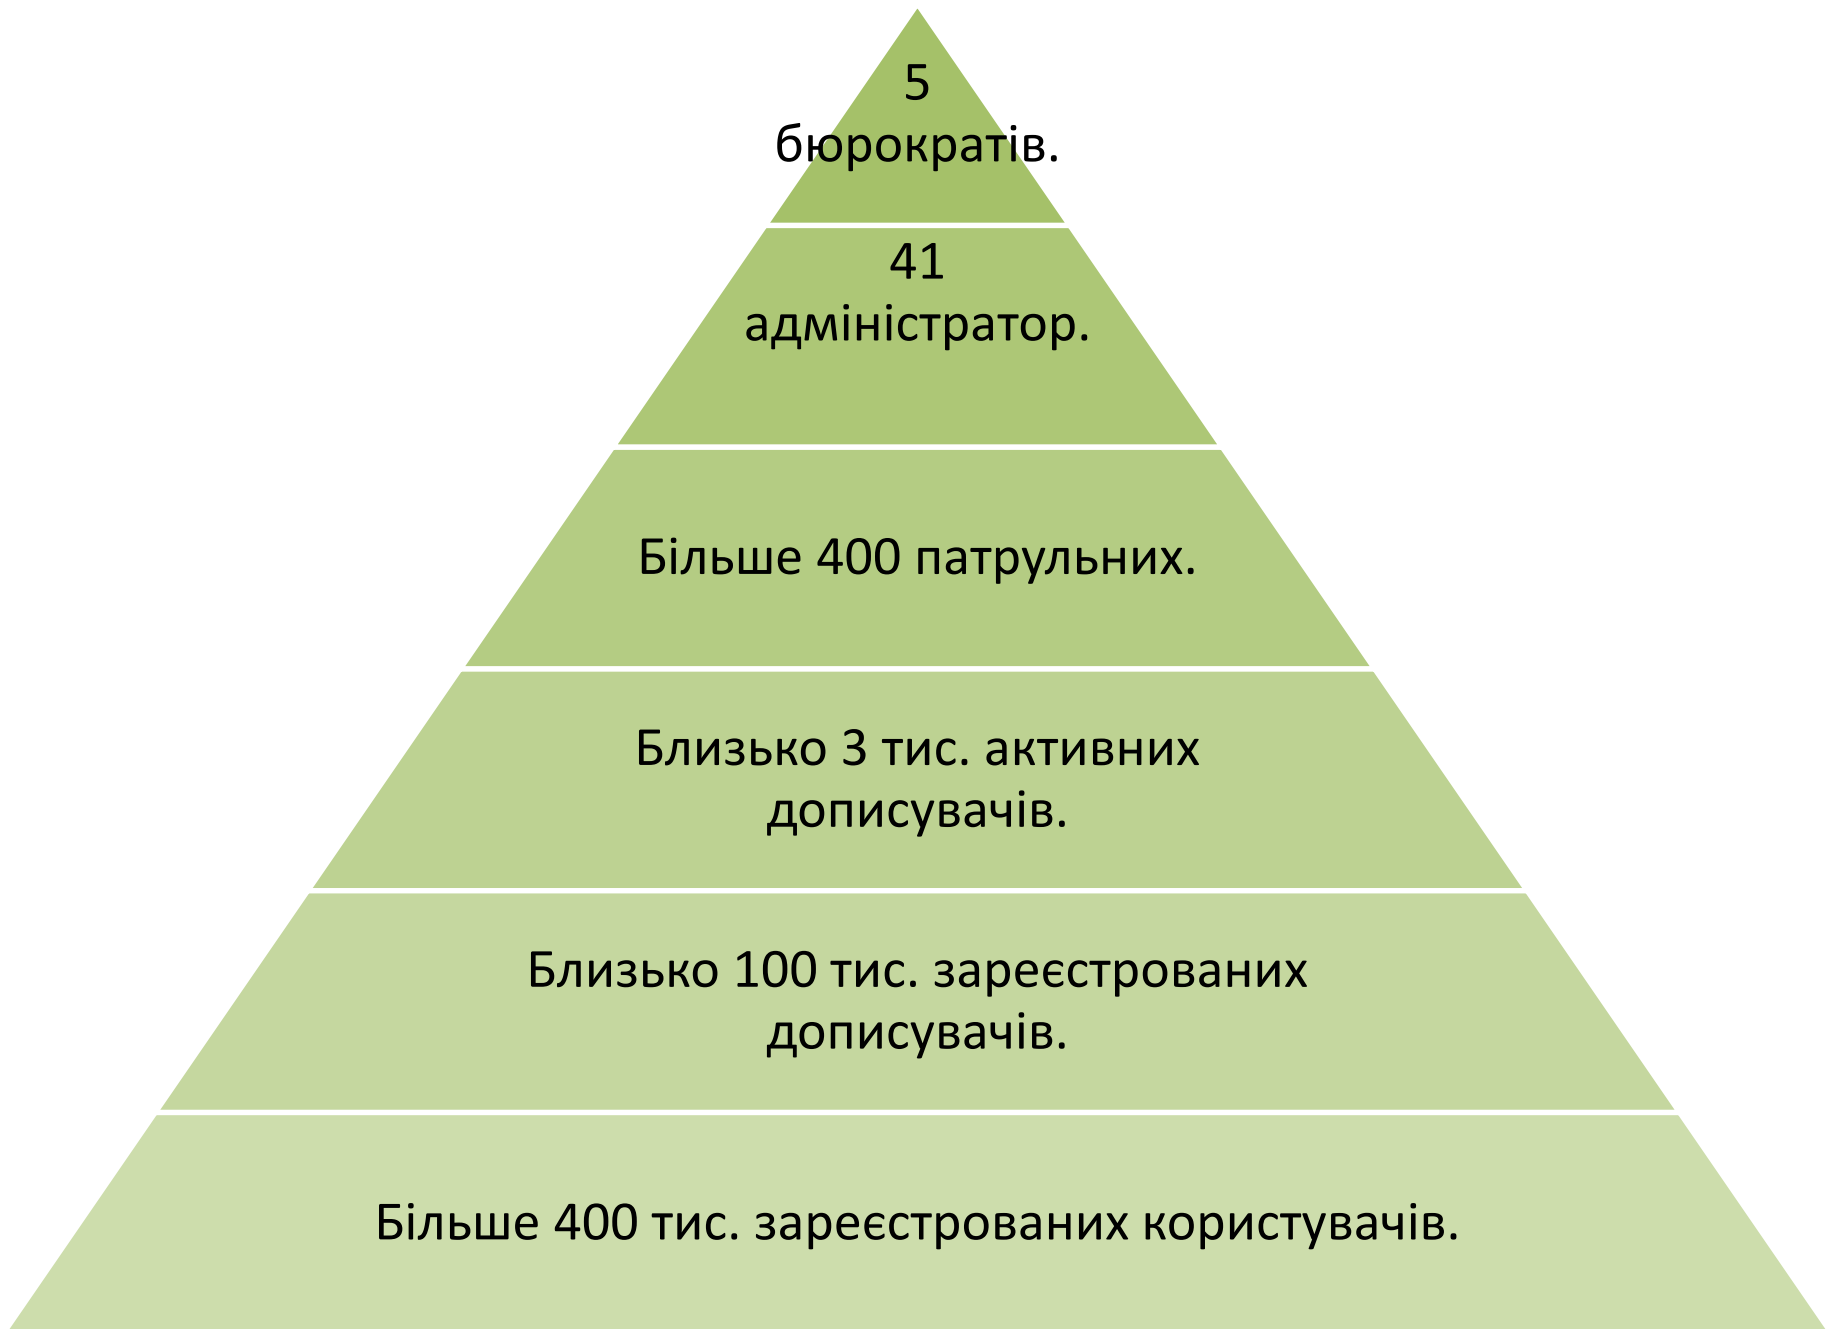 5
бюрократів.
41
адміністратор.
Більше 400 патрульних.
Близько 3 тис. активних
дописувачів.
Близько 100 тис. зареєстрованих
дописувачів.
Більше 400 тис. зареєстрованих користувачів.